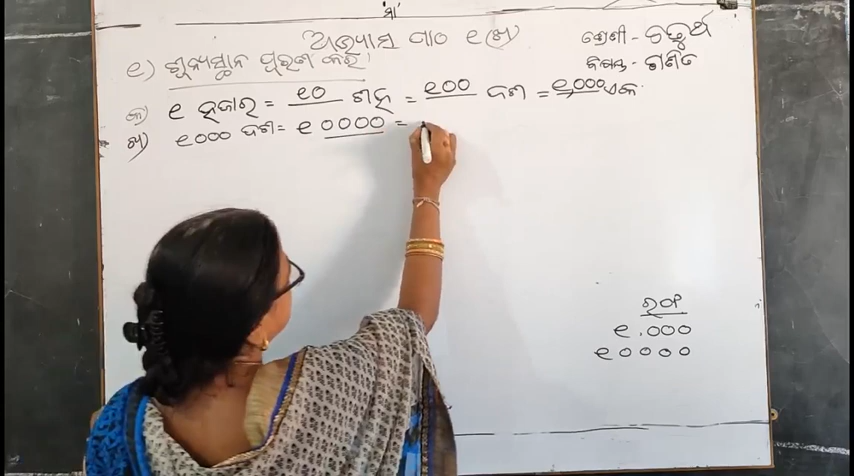 ଅଭ୍ୟାସ ପାଠ ୧ (ଖ)
ଶ୍ରେଣୀ - ଚତୁର୍ଥ
ବିଷୟ - ଗଣିତ
୧) ଶୂନ୍ୟସ୍ଥାନ ପୂରଣ କର।
କ) ୧ ହଜାର = ୧୦ ଶହ = ୧୦୦ ଦଶ = ୧,୦୦୦ ଏକ
ଖ) ୧୦୦୦ ଦଶ = ୧୦୦୦୦ =
୧.୦୦୦
୧୦୦୦୦